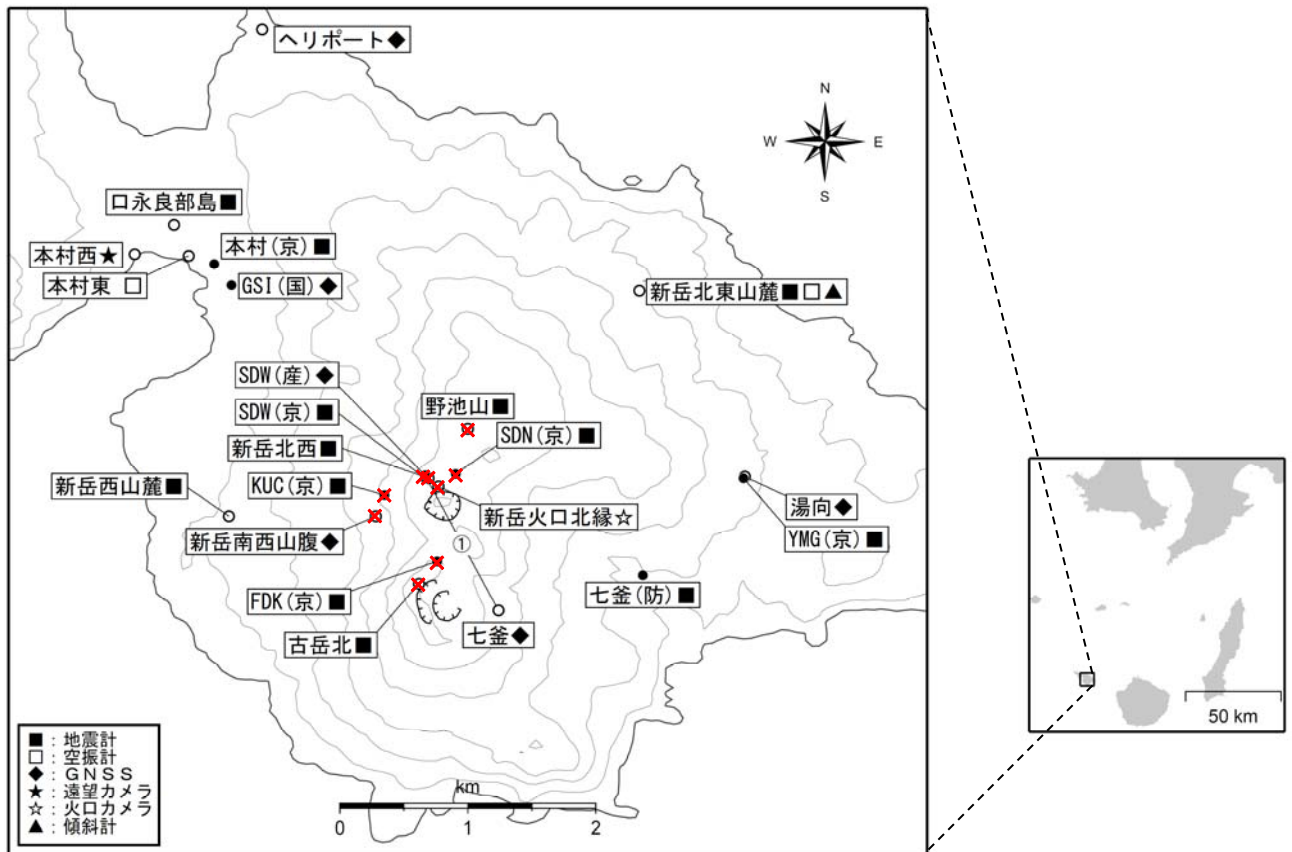 ヘリポート◆
N
W E
S
口永良部島■
本村西★
本村(京)■
本村東 □
GSI(国)◆
新岳北東山麓■□▲
SDW(産)◆
SDW(京)■
野池山■
新岳北西■
SDN(京)■
KUC(京)■
新岳西山麓■
新岳火口北縁☆
湯向◆
新岳南西山腹◆
①
YMG(京)■
FDK(京)■
七釜(防)■
古岳北■
七釜◆
50 km
■：地震計
□：空振計
◆：ＧＮＳＳ
★：遠望カメラ
☆：火口カメラ
▲：傾斜計
km
0 1 2